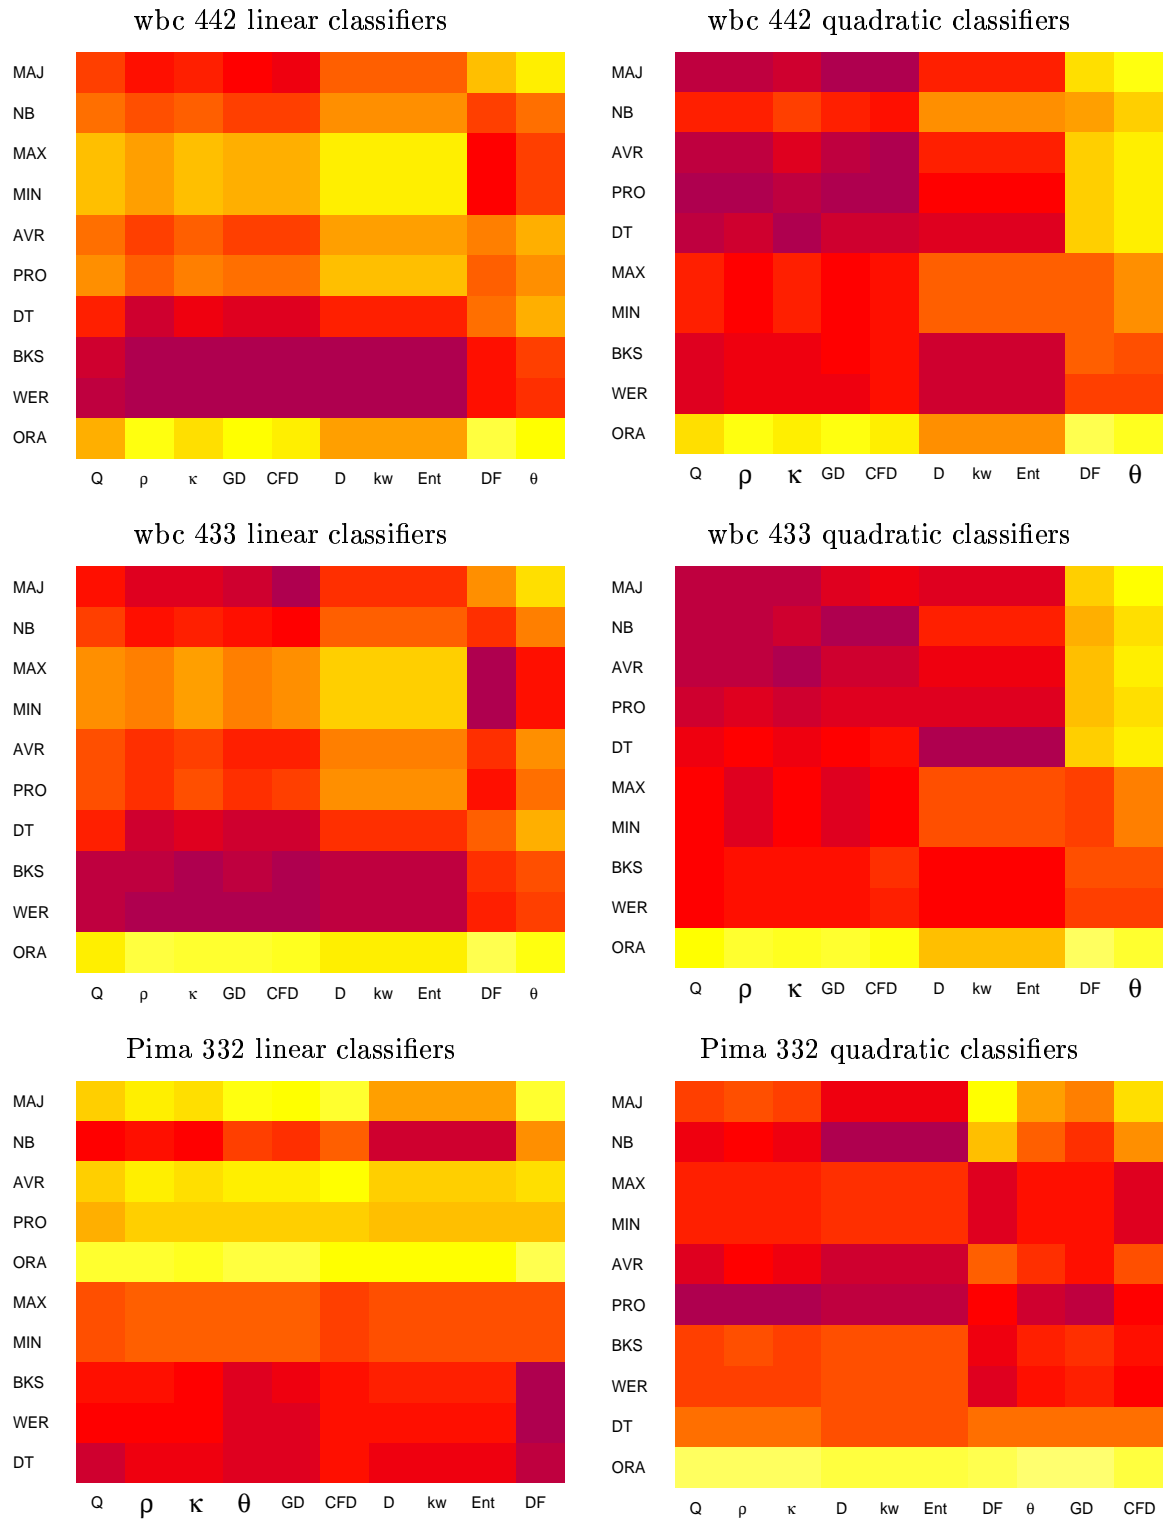 wbc 442 linear classifiers
MAJ
NB
MAX
MIN
AVR
PRO
DT
BKS
WER
ORA
Q ρ κ GD CFD D kw Ent DF θ
wbc 442 quadratic classifiers
MAJ
NB
AVR
PRO
DT
MAX
MIN
BKS
WER
ORA
Q ρ κ GD CFD D kw Ent DF θ
wbc 433 linear classifiers
MAJ
NB
MAX
MIN
AVR
PRO
DT
BKS
WER
ORA
Q ρ κ GD CFD D kw Ent DF θ
wbc 433 quadratic classifiers
MAJ
NB
AVR
PRO
DT
MAX
MIN
BKS
WER
ORA
Q ρ κ GD CFD D kw Ent DF θ
Pima 332 linear classifiers
MAJ
NB
AVR
PRO
ORA
MAX
MIN
BKS
WER
DT
Q ρ κ θ GD CFD D kw Ent DF
Pima 332 quadratic classifiers
MAJ
NB
MAX
MIN
AVR
PRO
BKS
WER
DT
ORA
Q ρ κ D kw Ent DF θ GD CFD